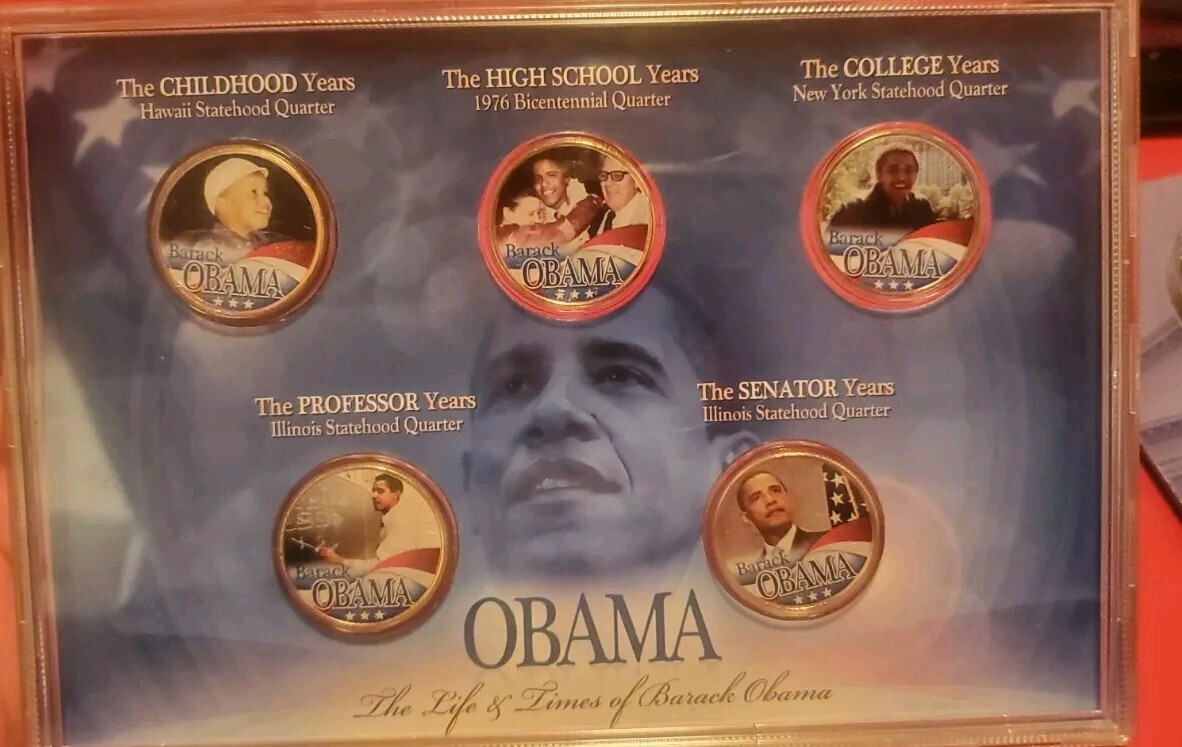 The CHILDHOOD Years
Hawaii Statehood Quarter
The HIGH SCHOOL Years
1976 Bicentennial Quarter
The COLLEGE Years
New York Statehood Quarter
Barack
OBAMA
Barack
OBAMA
Barack
OBAMA
The PROFESSOR Years
Illinois Statehood Quarter
The SENATOR Years
Illinois Statehood Quarter
Barack
OBAMA
Barack
OBAMA
OBAMA
The Life & Times of Barack Obama